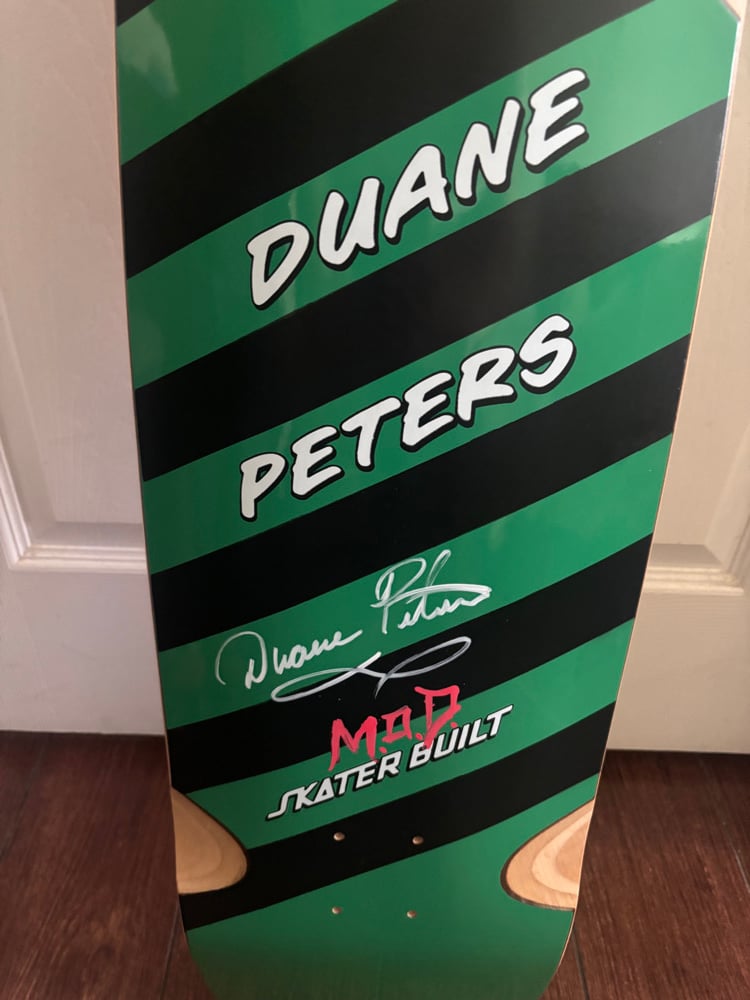 DUANE
PETERS
Duane Peters
M.O.D.
SKATER BUILT